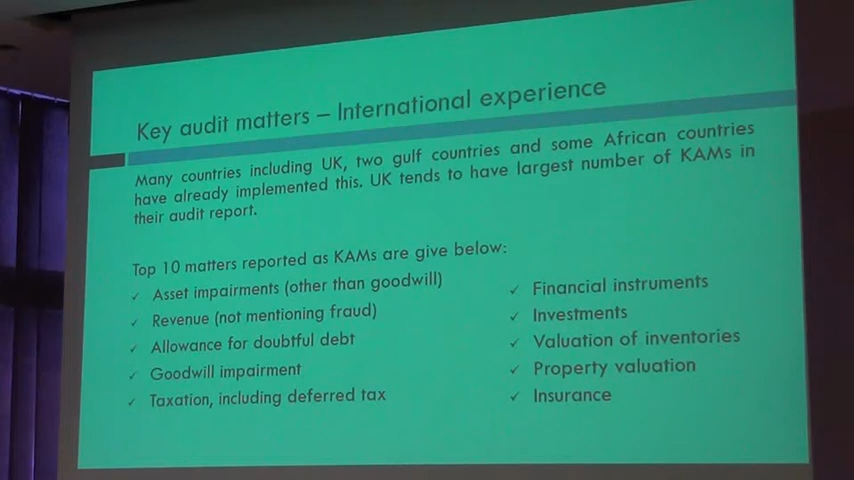 Key audit matters – International experience
Many countries including UK, two gulf countries and some African countries
have already implemented this. UK tends to have largest number of KAMs in
their audit report.
Top 10 matters reported as KAMs are give below:
✓ Asset impairments (other than goodwill)
✓ Revenue (not mentioning fraud)
✓ Allowance for doubtful debt
✓ Goodwill impairment
✓ Taxation, including deferred tax
✓ Financial instruments
✓ Investments
✓ Valuation of inventories
✓ Property valuation
✓ Insurance